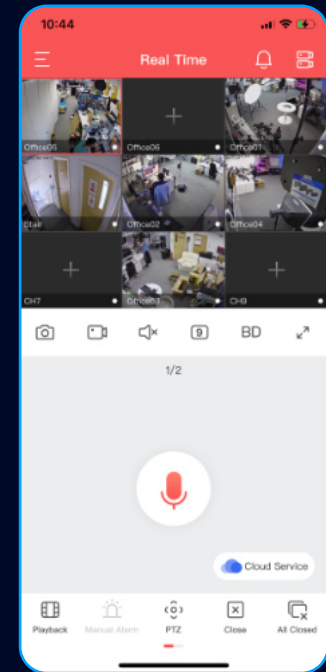 10:44
Real Time
Office05 Office06 Office01
Stair Office02 Office04
CH7 Office03 CH9
9 BD
1/2
Cloud Service
Playback Manual Alarm PTZ Close All Closed